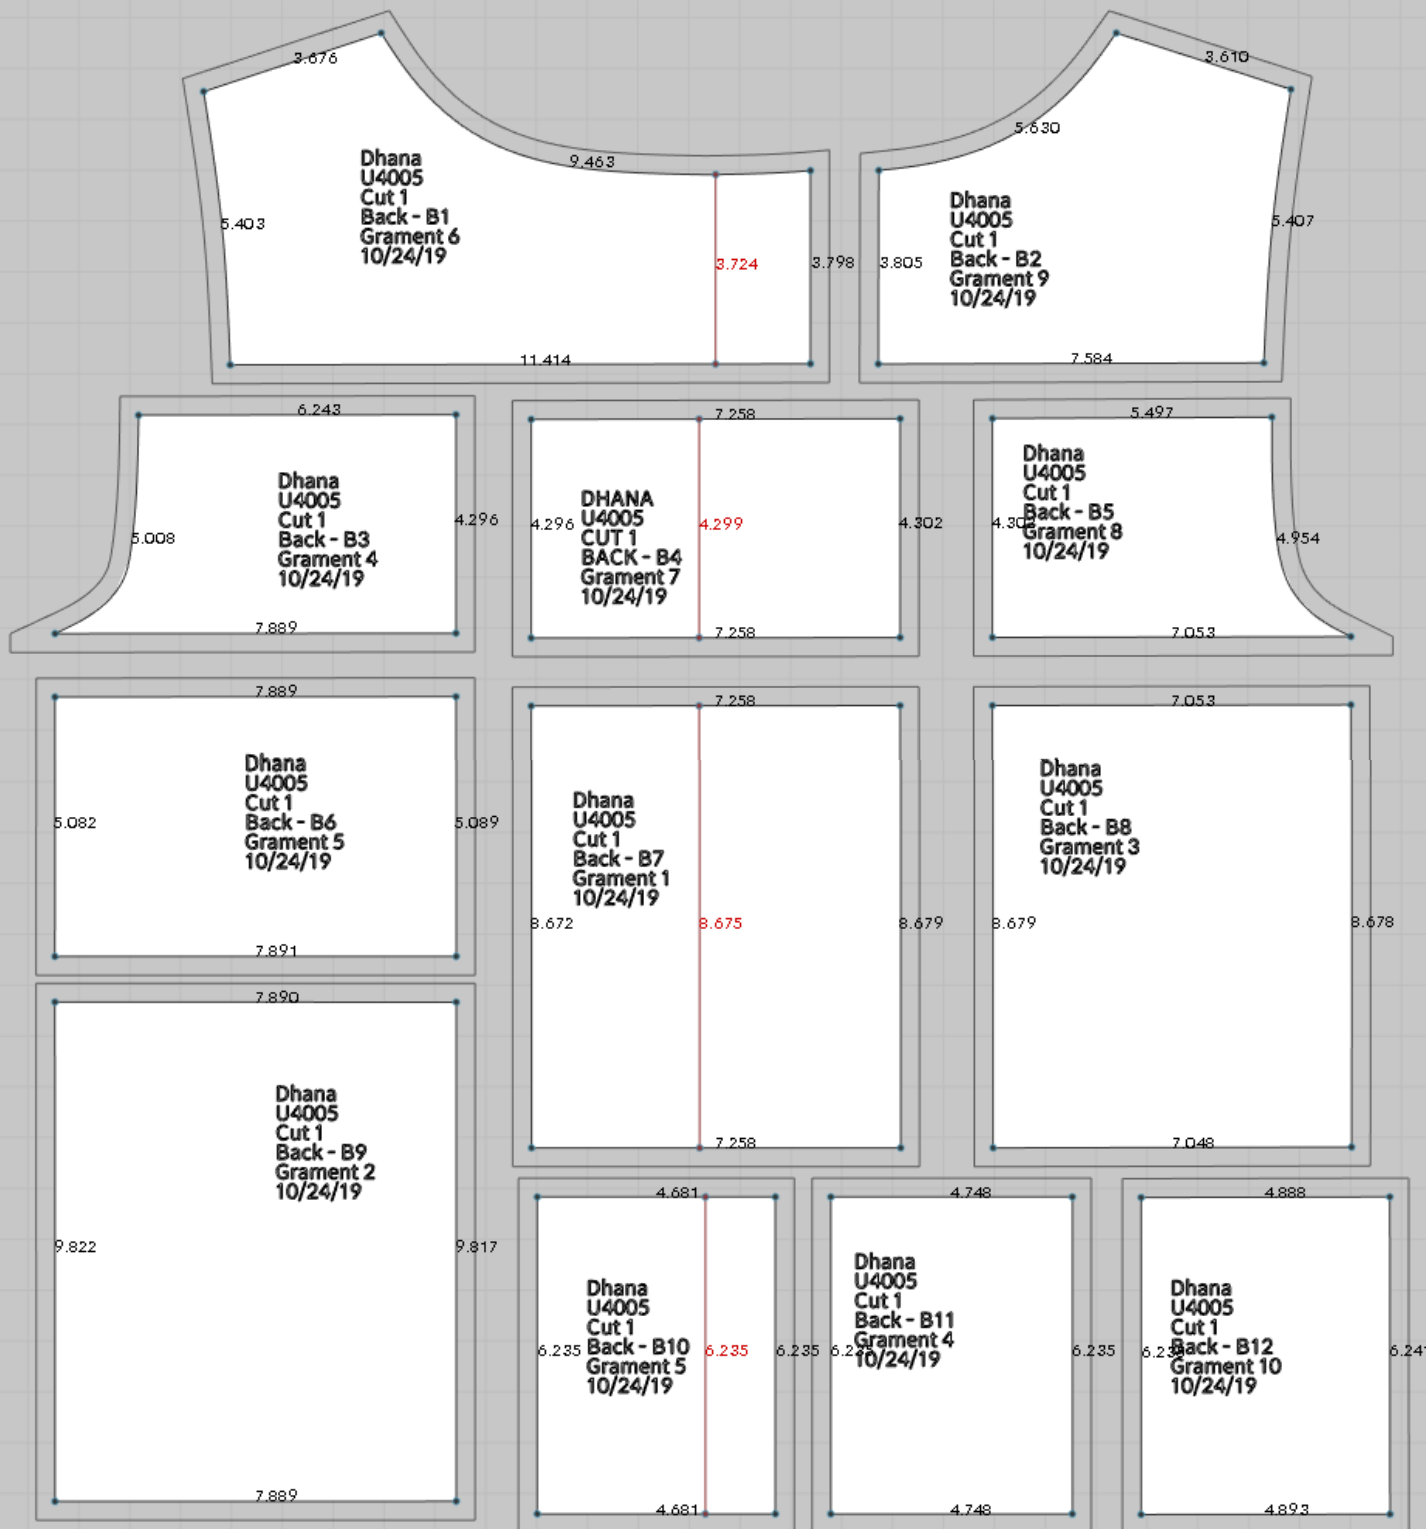 3.676
9.463
5.403
Dhana
U4005
Cut 1
Back - B1
Grament 6
10/24/19
3.724
3.798
11.414
3.610
5.630
Dhana
U4005
Cut 1
Back - B2
Grament 9
10/24/19
3.805
5.407
7.584
6.243
Dhana
U4005
Cut 1
Back - B3
Grament 4
10/24/19
5.008
4.296
7.889
7.258
DHANA
U4005
CUT 1
BACK - B4
Grament 7
10/24/19
4.296
4.299
4.302
7.258
5.497
Dhana
U4005
Cut 1
Back - B5
Grament 8
10/24/19
4.954
7.053
7.889
Dhana
U4005
Cut 1
Back - B6
Grament 5
10/24/19
5.082
5.089
7.891
7.258
Dhana
U4005
Cut 1
Back - B7
Grament 1
10/24/19
8.672
8.675
8.679
7.258
7.053
Dhana
U4005
Cut 1
Back - B8
Grament 3
10/24/19
8.679
8.678
7.048
7.890
Dhana
U4005
Cut 1
Back - B9
Grament 2
10/24/19
9.822
9.817
7.889
4.681
Dhana
U4005
Cut 1
Back - B10
Grament 5
10/24/19
6.235
6.235
6.235
4.681
4.748
Dhana
U4005
Cut 1
Back - B11
Grament 4
10/24/19
6.235
4.748
4.888
Dhana
U4005
Cut 1
Back - B12
Grament 10
10/24/19
4.893